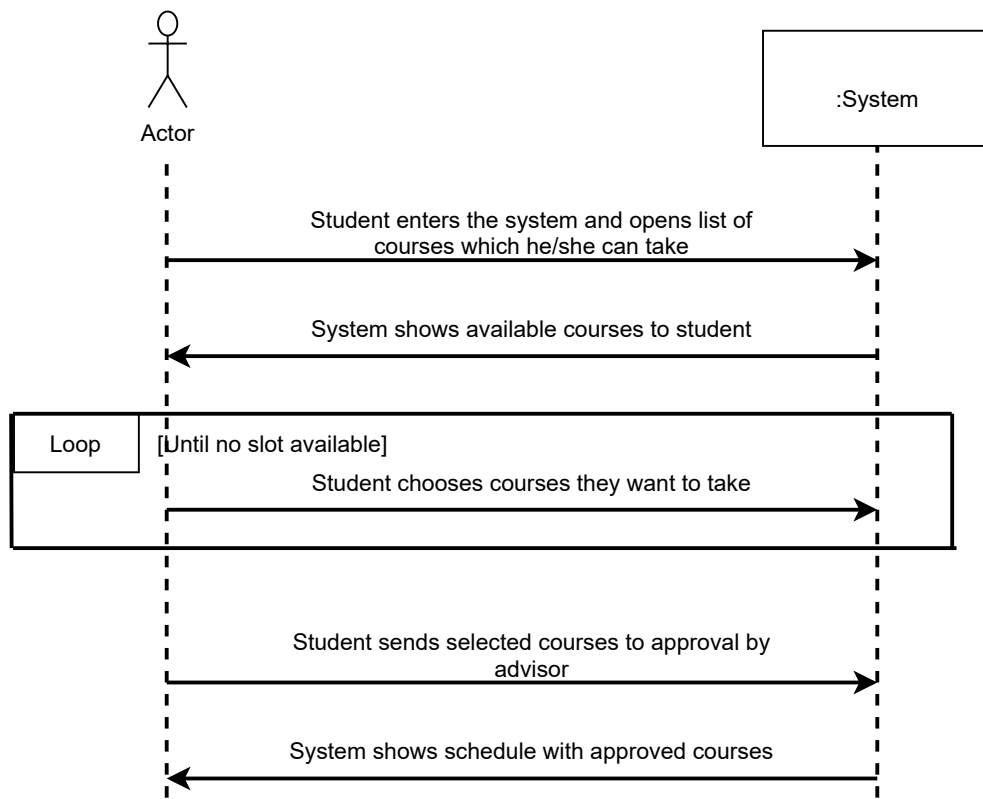 Actor
:System
Student enters the system and opens list of
courses which he/she can take
System shows available courses to student
Loop
[Until no slot available]
Student chooses courses they want to take
Student sends selected courses to approval by
advisor
System shows schedule with approved courses